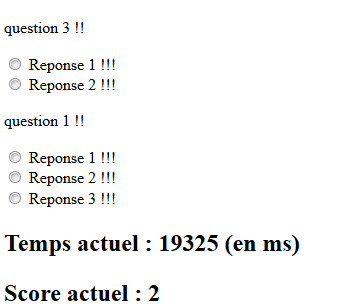 question 3 !!
Reponse 1 !!!
Reponse 2 !!!
question 1 !!
Reponse 1 !!!
Reponse 2 !!!
Reponse 3 !!!
Temps actuel : 19325 (en ms)
Score actuel : 2